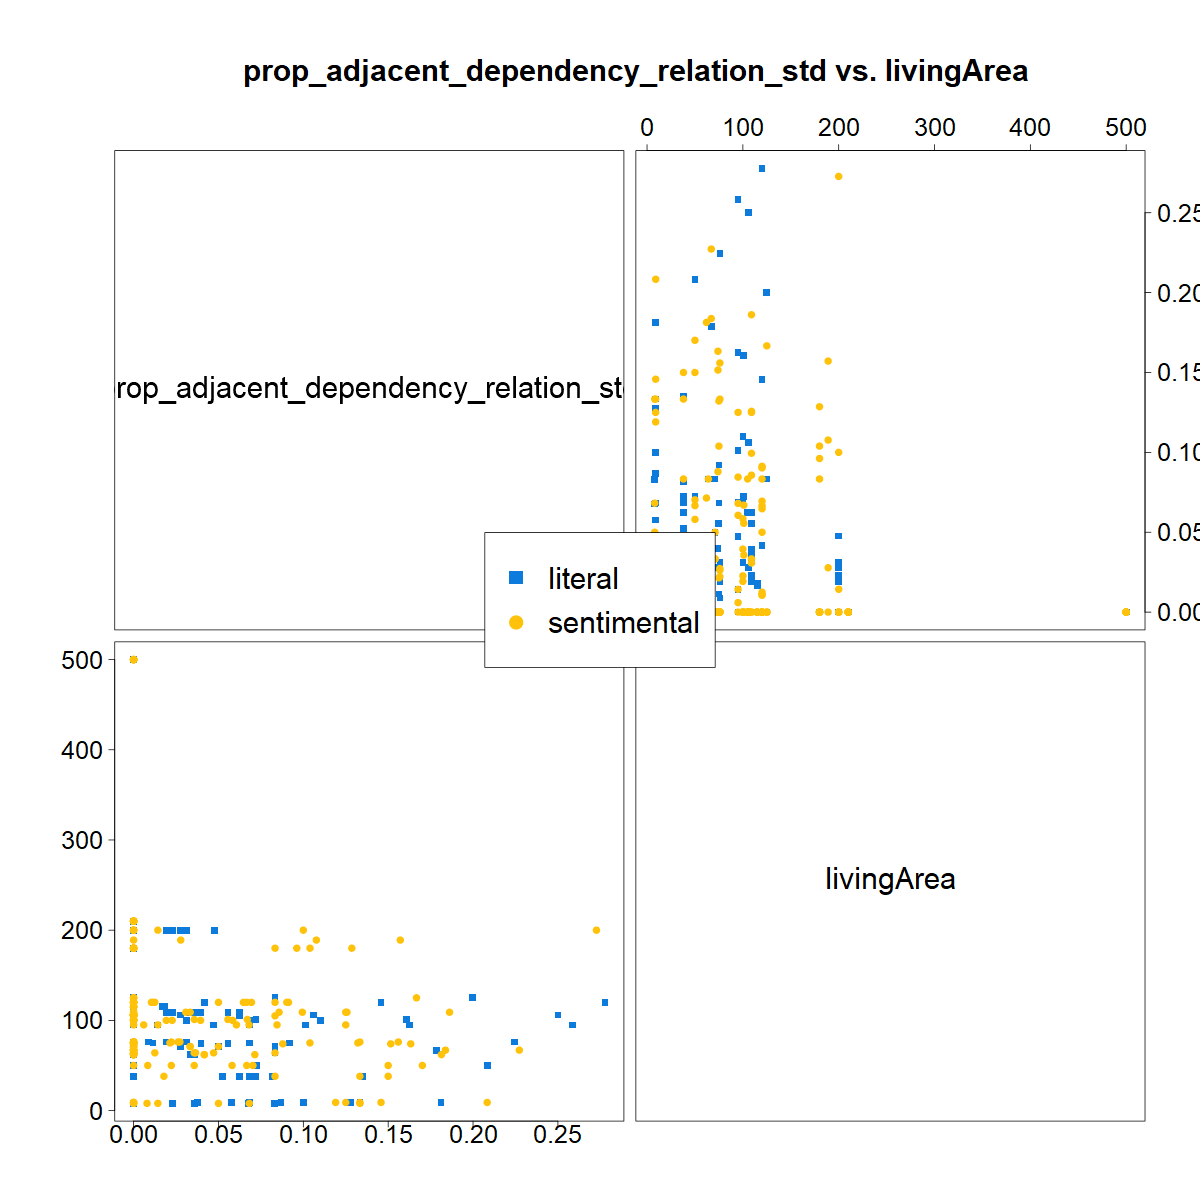 prop_adjacent_dependency_relation_std vs. livingArea
0 100 200 300 400 500
rop_adjacent_dependency_relation_st
0.25
0.20
0.15
0.10
0.05
0.00
literal
sentimental
500
400
300
200
100
0
livingArea
0.00 0.05 0.10 0.15 0.20 0.25